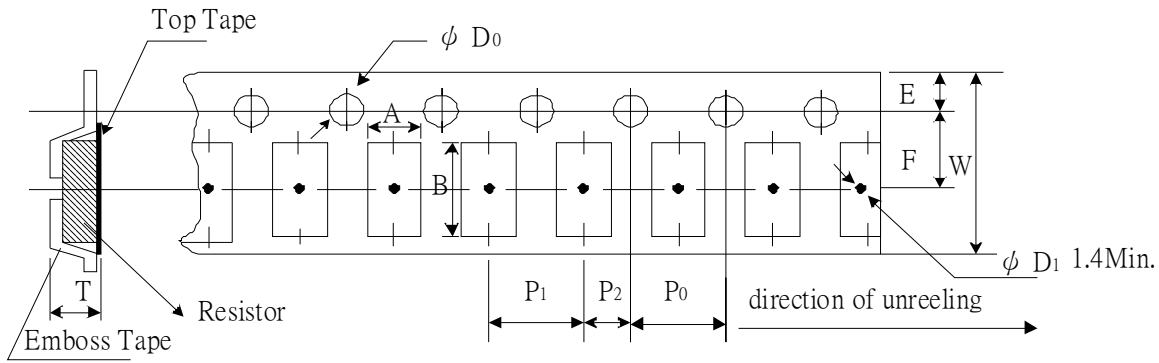 Top Tape
ψ D0
E
A
F
W
B
ψ D1 1.4Min.
T
P1
P2
P0
direction of unreeling
Resistor
Emboss Tape